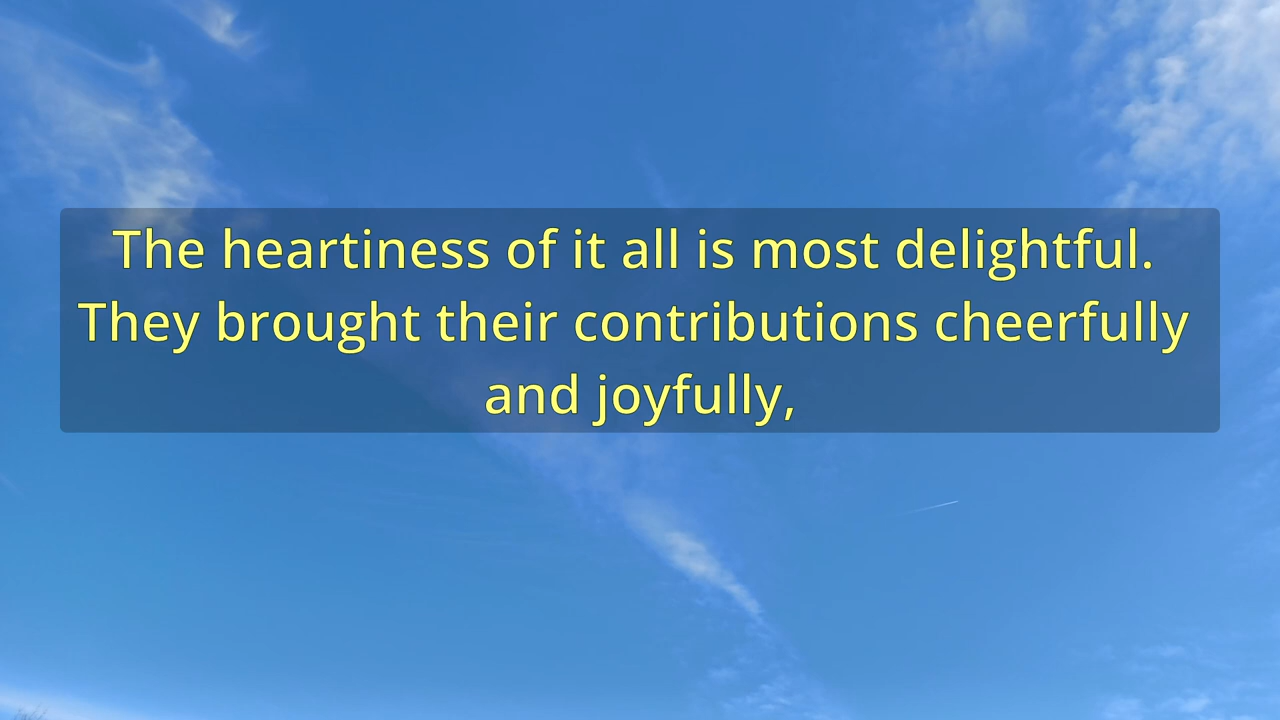 The heartiness of it all is most delightful.
They brought their contributions cheerfully
and joyfully,